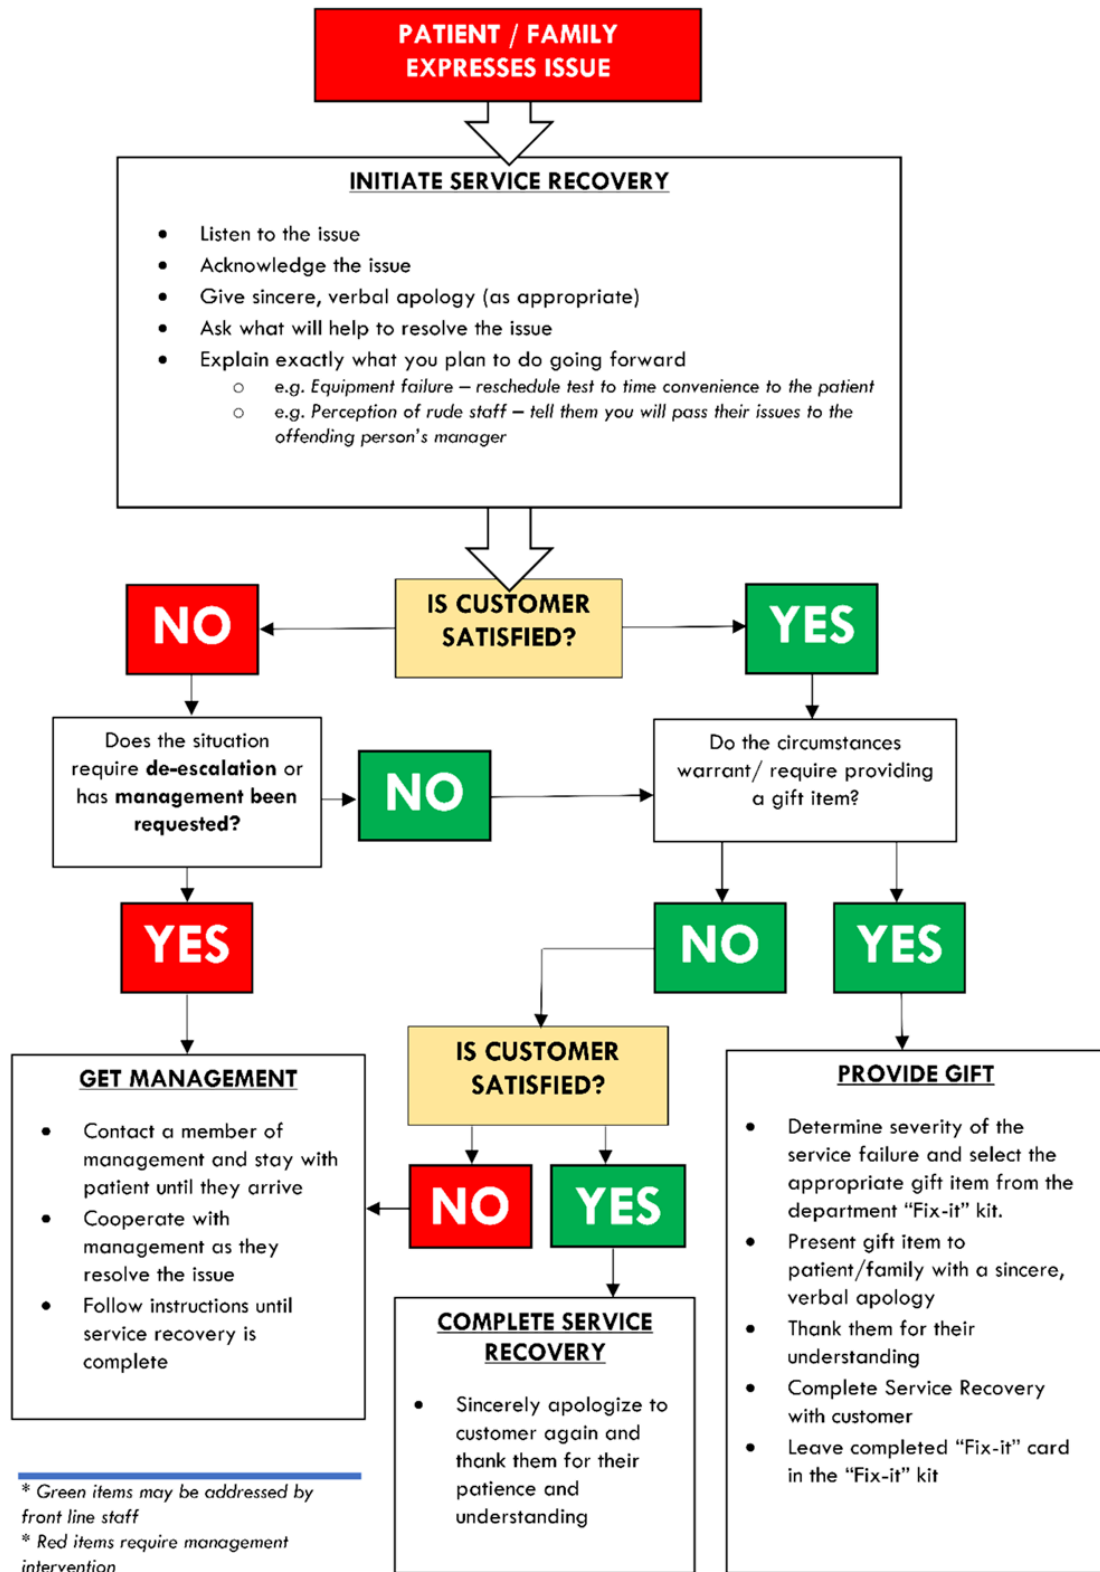 PATIENT / FAMILY
EXPRESSES ISSUE
INITIATE SERVICE RECOVERY
• Listen to the issue
• Acknowledge the issue
• Give sincere, verbal apology (as appropriate)
• Ask what will help to resolve the issue
• Explain exactly what you plan to do going forward
o e.g. Equipment failure – reschedule test to time convenience to the patient
o e.g. Perception of rude staff – tell them you will pass their issues to the
offending person's manager
IS CUSTOMER
SATISFIED?
NO
YES
Does the situation
require de-escalation or
has management been
requested?
NO
Do the circumstances
warrant/ require providing
a gift item?
YES
NO
YES
IS CUSTOMER
SATISFIED?
NO
YES
GET MANAGEMENT
• Contact a member of
management and stay with
patient until they arrive
• Cooperate with
management as they
resolve the issue
• Follow instructions until
service recovery is
complete
COMPLETE SERVICE
RECOVERY
• Sincerely apologize to
customer again and
thank them for their
patience and
understanding
PROVIDE GIFT
• Determine severity of the
service failure and select the
appropriate gift item from the
department "Fix-it" kit.
• Present gift item to
patient/family with a sincere,
verbal apology
• Thank them for their
understanding
• Complete Service Recovery
with customer
• Leave completed "Fix-it" card
in the "Fix-it" kit
* Green items may be addressed by
front line staff
* Red items require management
intervention